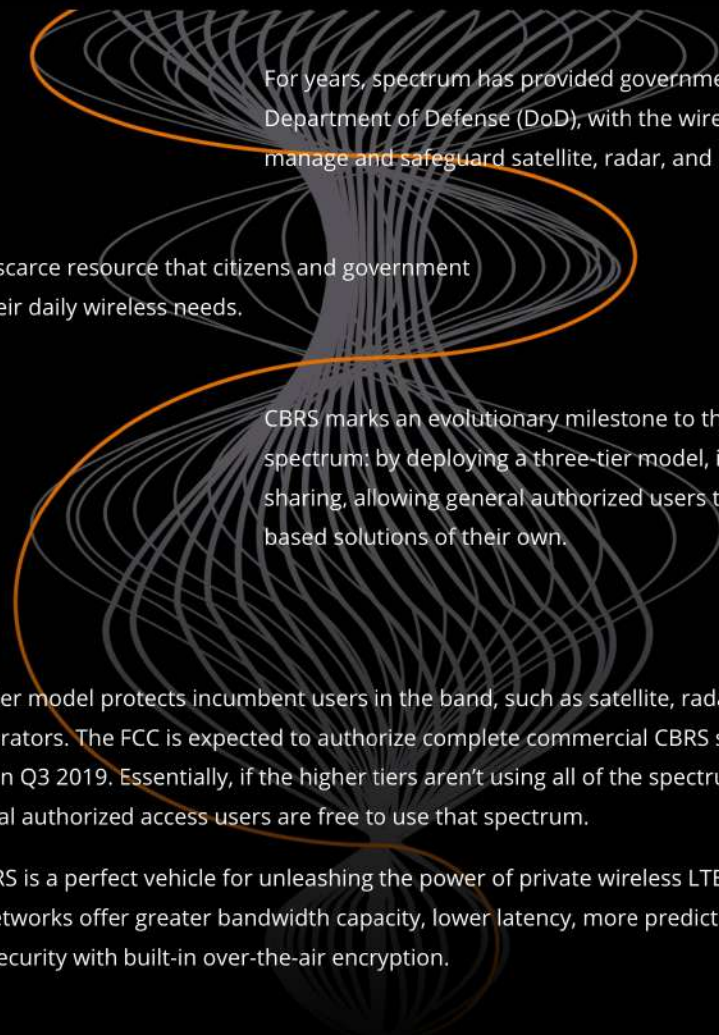 For years, spectrum has provided governme
Department of Defense (DoD), with the wire
manage and safeguard satellite, radar, and
scarce resource that citizens and government
eir daily wireless needs.
CBRS marks an evolutionary milestone to th
spectrum: by deploying a three-tier model, i
sharing, allowing general authorized users t
based solutions of their own.
er model protects incumbent users in the band, such as satellite, rada
rators. The FCC is expected to authorize complete commercial CBRS s
n Q3 2019. Essentially, if the higher tiers aren't using all of the spectru
al authorized access users are free to use that spectrum.
RS is a perfect vehicle for unleashing the power of private wireless LTE
etworks offer greater bandwidth capacity, lower latency, more predict
ecurity with built-in over-the-air encryption.